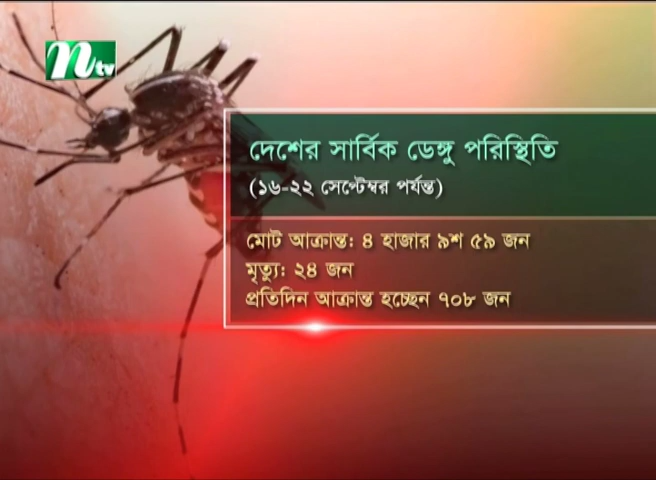 ntv
দেশের সার্বিক ডেঙ্গু পরিস্থিতি
(১৬-২২ সেপ্টেম্বর পর্যন্ত)
মোট আক্রান্ত: ৪ হাজার ৯শ ৫৯ জন
মৃত্যু: ২৪ জন
প্রতিদিন আক্রান্ত হচ্ছেন ৭০৮ জন